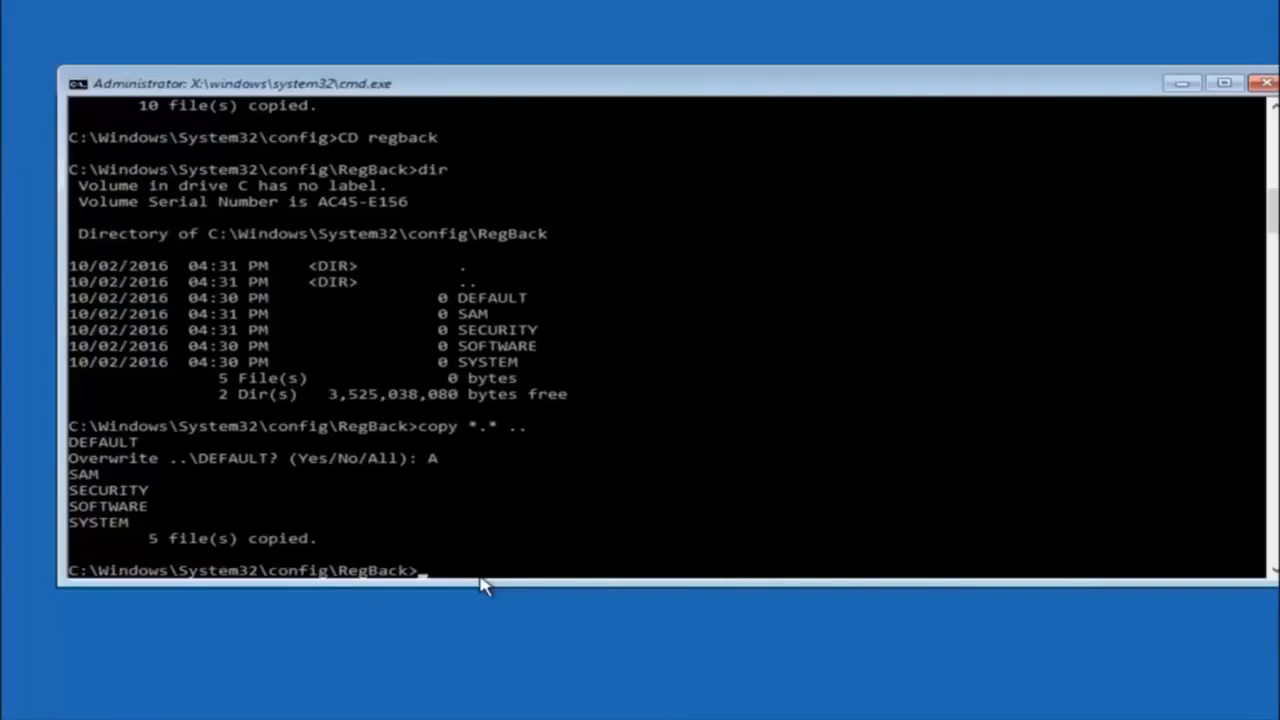 Administrator: X:\windows\system32\cmd.exe
10 file(s) copied.
C:\Windows\System32\config>CD regback
C:\Windows\System32\config\RegBack>dir
Volume in drive C has no label.
Volume Serial Number is AC45-E156
Directory of C:\Windows\System32\config\RegBack
10/02/2016 04:31 PM <DIR> .
10/02/2016 04:31 PM <DIR> ..
10/02/2016 04:30 PM 0 DEFAULT
10/02/2016 04:31 PM 0 SAM
10/02/2016 04:31 PM 0 SECURITY
10/02/2016 04:30 PM 0 SOFTWARE
10/02/2016 04:30 PM 0 SYSTEM
5 File(s) 0 bytes
2 Dir(s) 3,525,038,080 bytes free
C:\Windows\System32\config\RegBack>copy *.* ..
DEFAULT
Overwrite ..\DEFAULT? (Yes/No/All): A
SAM
SECURITY
SOFTWARE
SYSTEM
5 file(s) copied.
C:\Windows\System32\config\RegBack>_